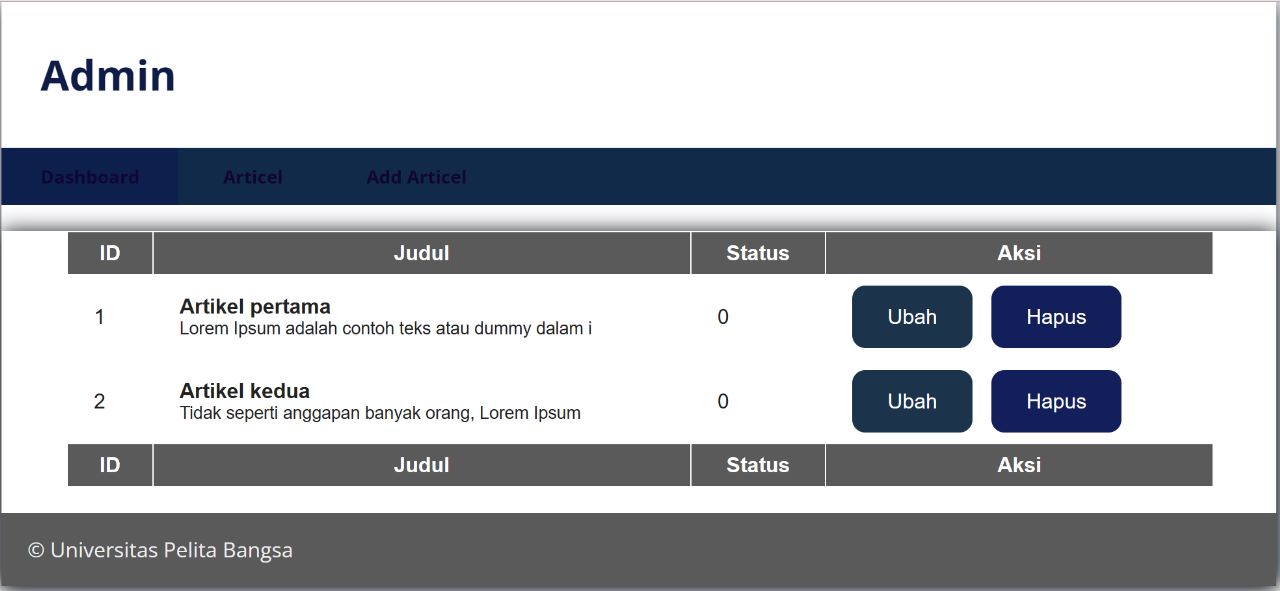 Admin
Dashboard Articel Add Articel
ID Judul Status Aksi
1 Artikel pertama 0 Ubah Hapus
Lorem Ipsum adalah contoh teks atau dummy dalam i
2 Artikel kedua 0 Ubah Hapus
Tidak seperti anggapan banyak orang, Lorem Ipsum
ID Judul Status Aksi
© Universitas Pelita Bangsa